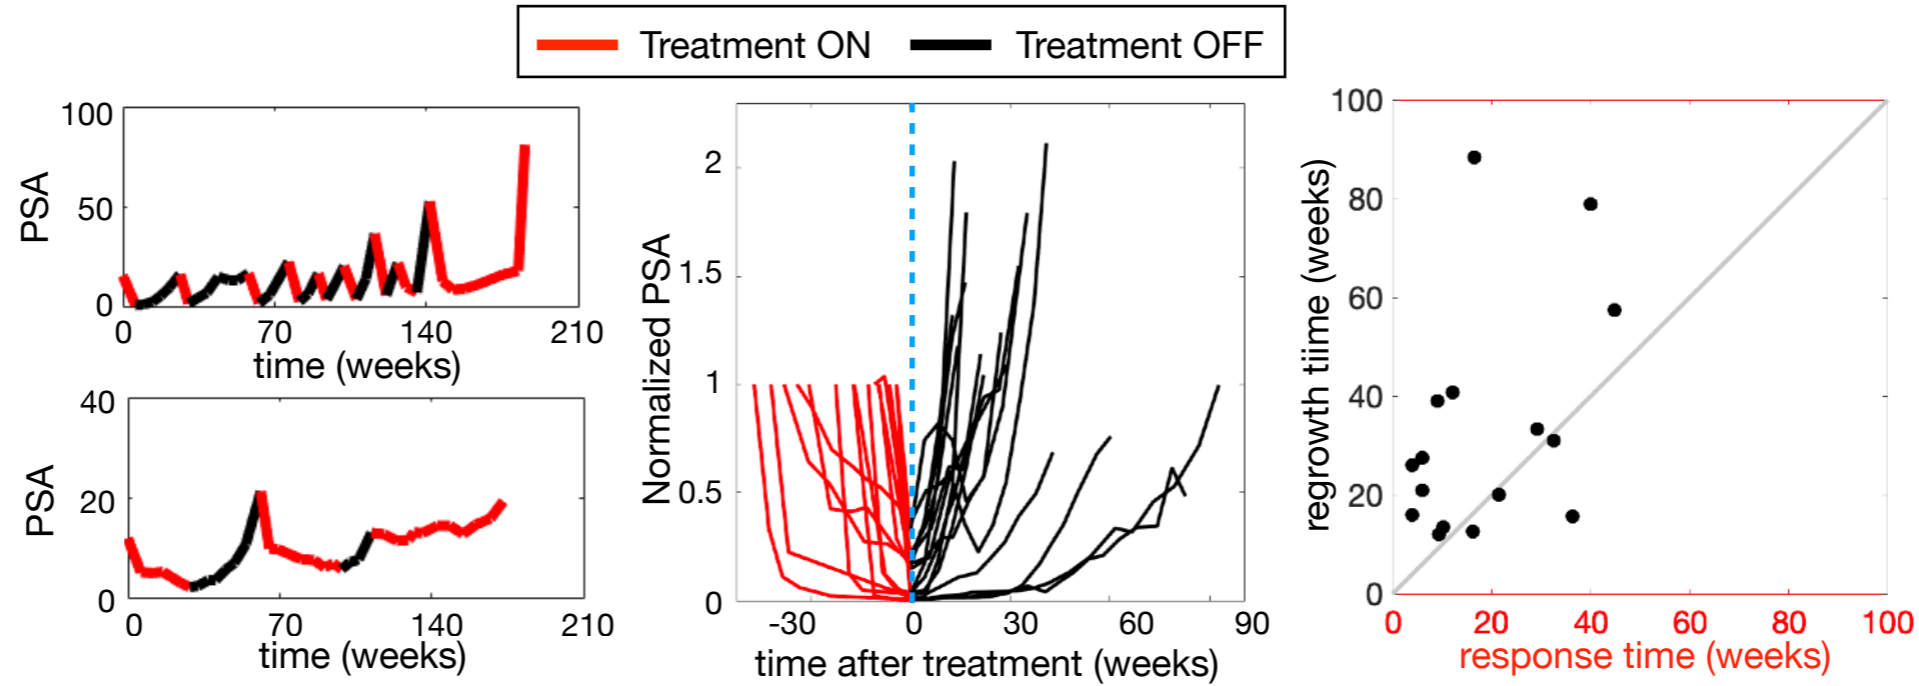 Treatment ON Treatment OFF
100
50
0
PSA
0 70 140 210
time (weeks)
40
20
0
PSA
0 70 140 210
time (weeks)
2
1.5
1
0.5
0
Normalized PSA
-30 0 30 60 90
time after treatment (weeks)
100
80
60
40
20
0
regrowth tiime (weeks)
0 20 40 60 80 100
response time (weeks)